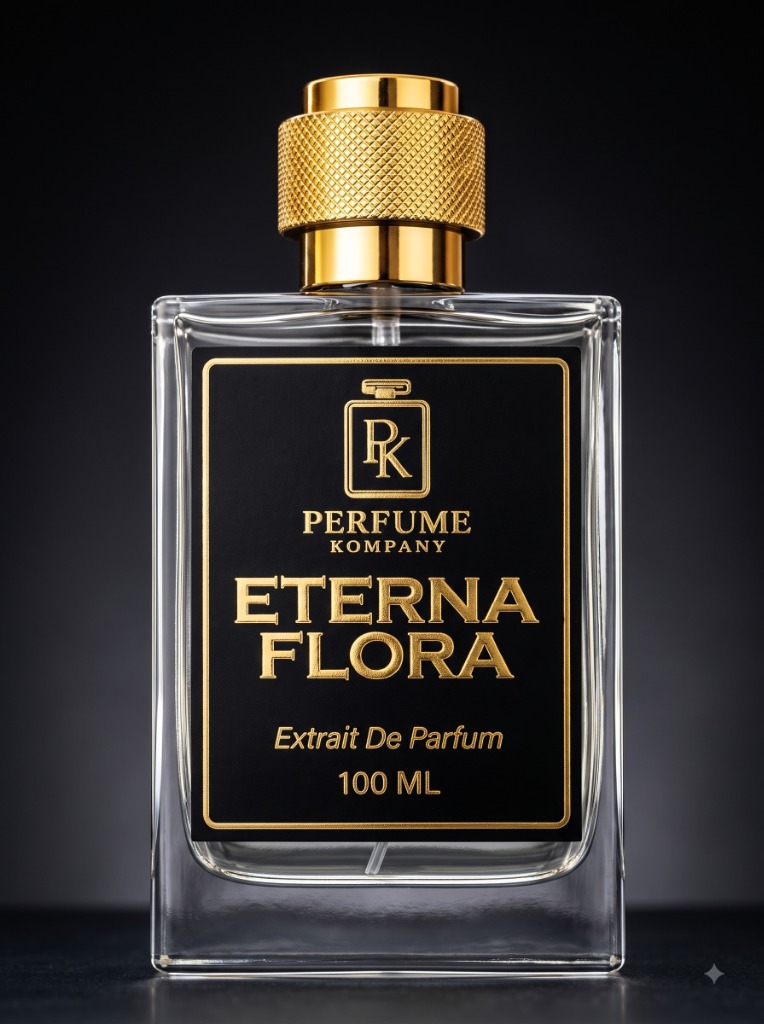 PK
PERFUME
KOMPANY
ETERNA
FLORA
Extrait De Parfum
100 ML